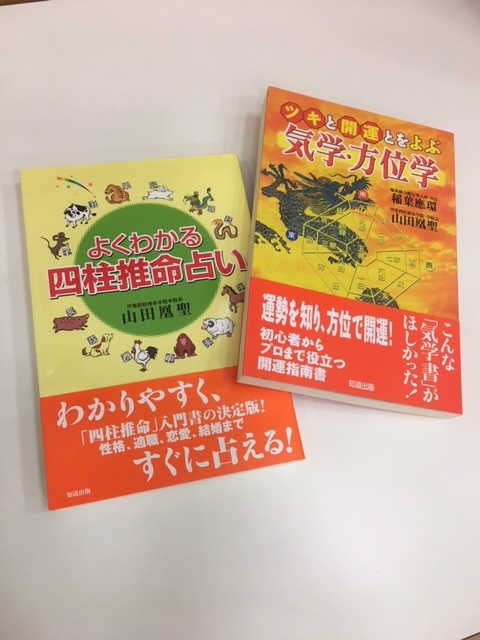 よくわかる
四柱推命占い
山田凰聖
わかりやすく、
「四柱推命」入門書の決定版!
性格、適職、恋愛、結婚まで
すぐに占える!
知道出版
ツキと開運とをよぶ
気学・方位学
稲葉應環
山田凰聖
東
西
こんな
「気学書」が
ほしかった!
運勢を知り、方位で開運!
初心者から
プロまで役立つ
開運指南書
知道出版